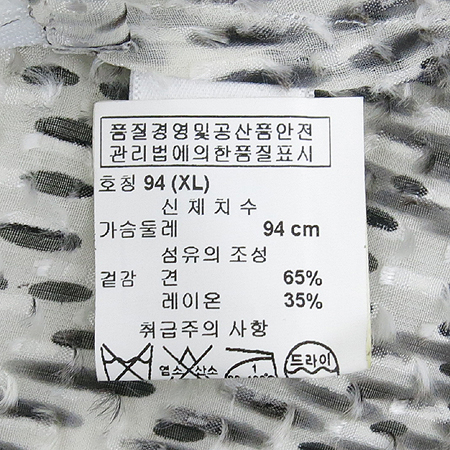 품질경영및공산품안전
관리법에의한품질표시
호칭 94 (XL)
신 체 치 수
가슴둘레 94 cm
섬유의 조성
겉감 견 65%
레이온 35%
취급주의 사항
염소 산소
1
드라이